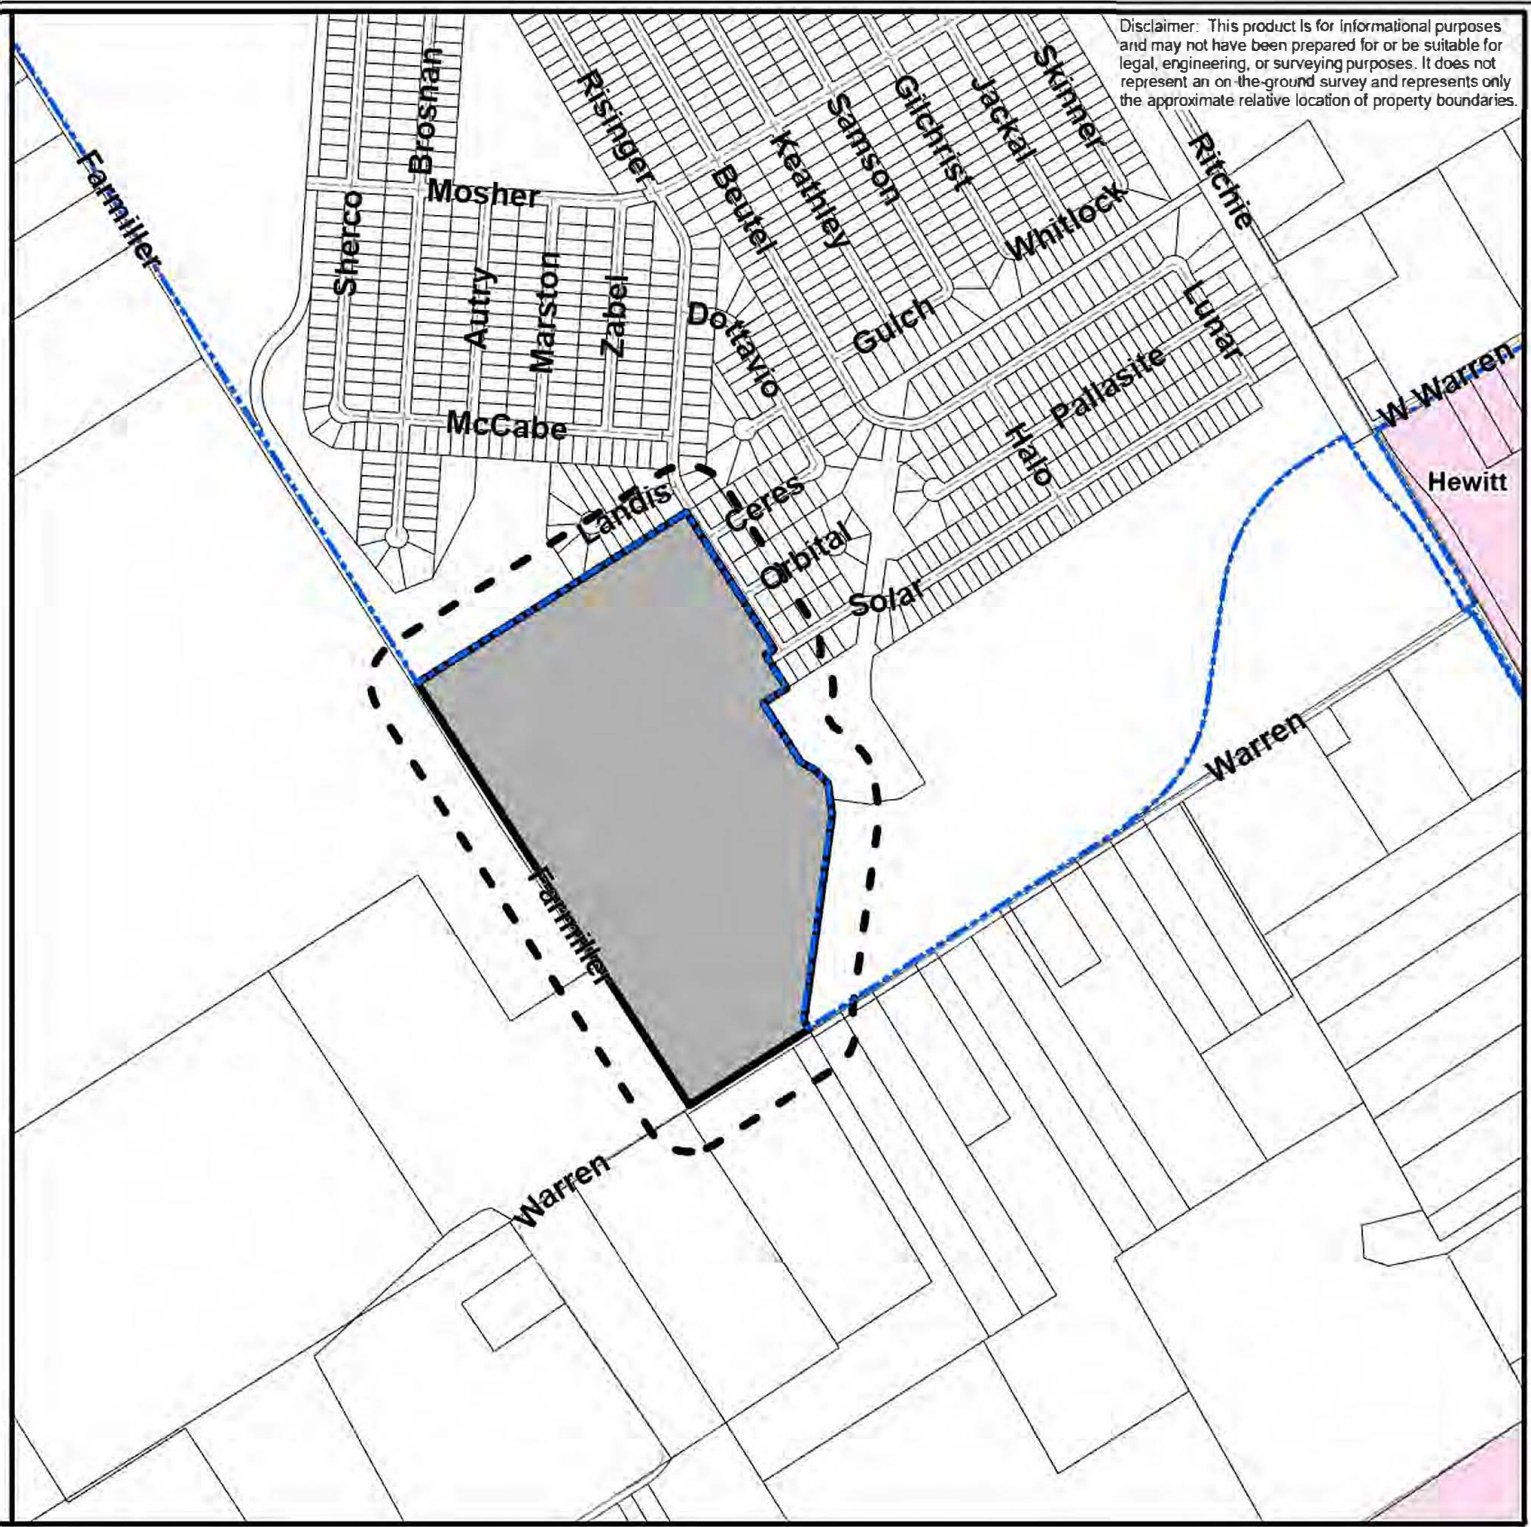 Disclaimer: This product is for informational purposes
and may not have been prepared for or be suitable for
legal, engineering, or surveying purposes. It does not
represent an on-the-ground survey and represents only
the approximate relative location of property boundaries.
Farmiller
Sherco
Brosnan
Mosher
Autry
Marston
Zabel
McCabe
Risinger
Beutel
Keathley
Samson
Gilchrist
Jackal
Skinner
Ritchie
Whitlock
Gulch
Dottavio
Lunar
Pallasite
Halo
W Warren
Hewitt
Landis
Ceres
Orbital
Solar
Warren
Farmiller
Warren